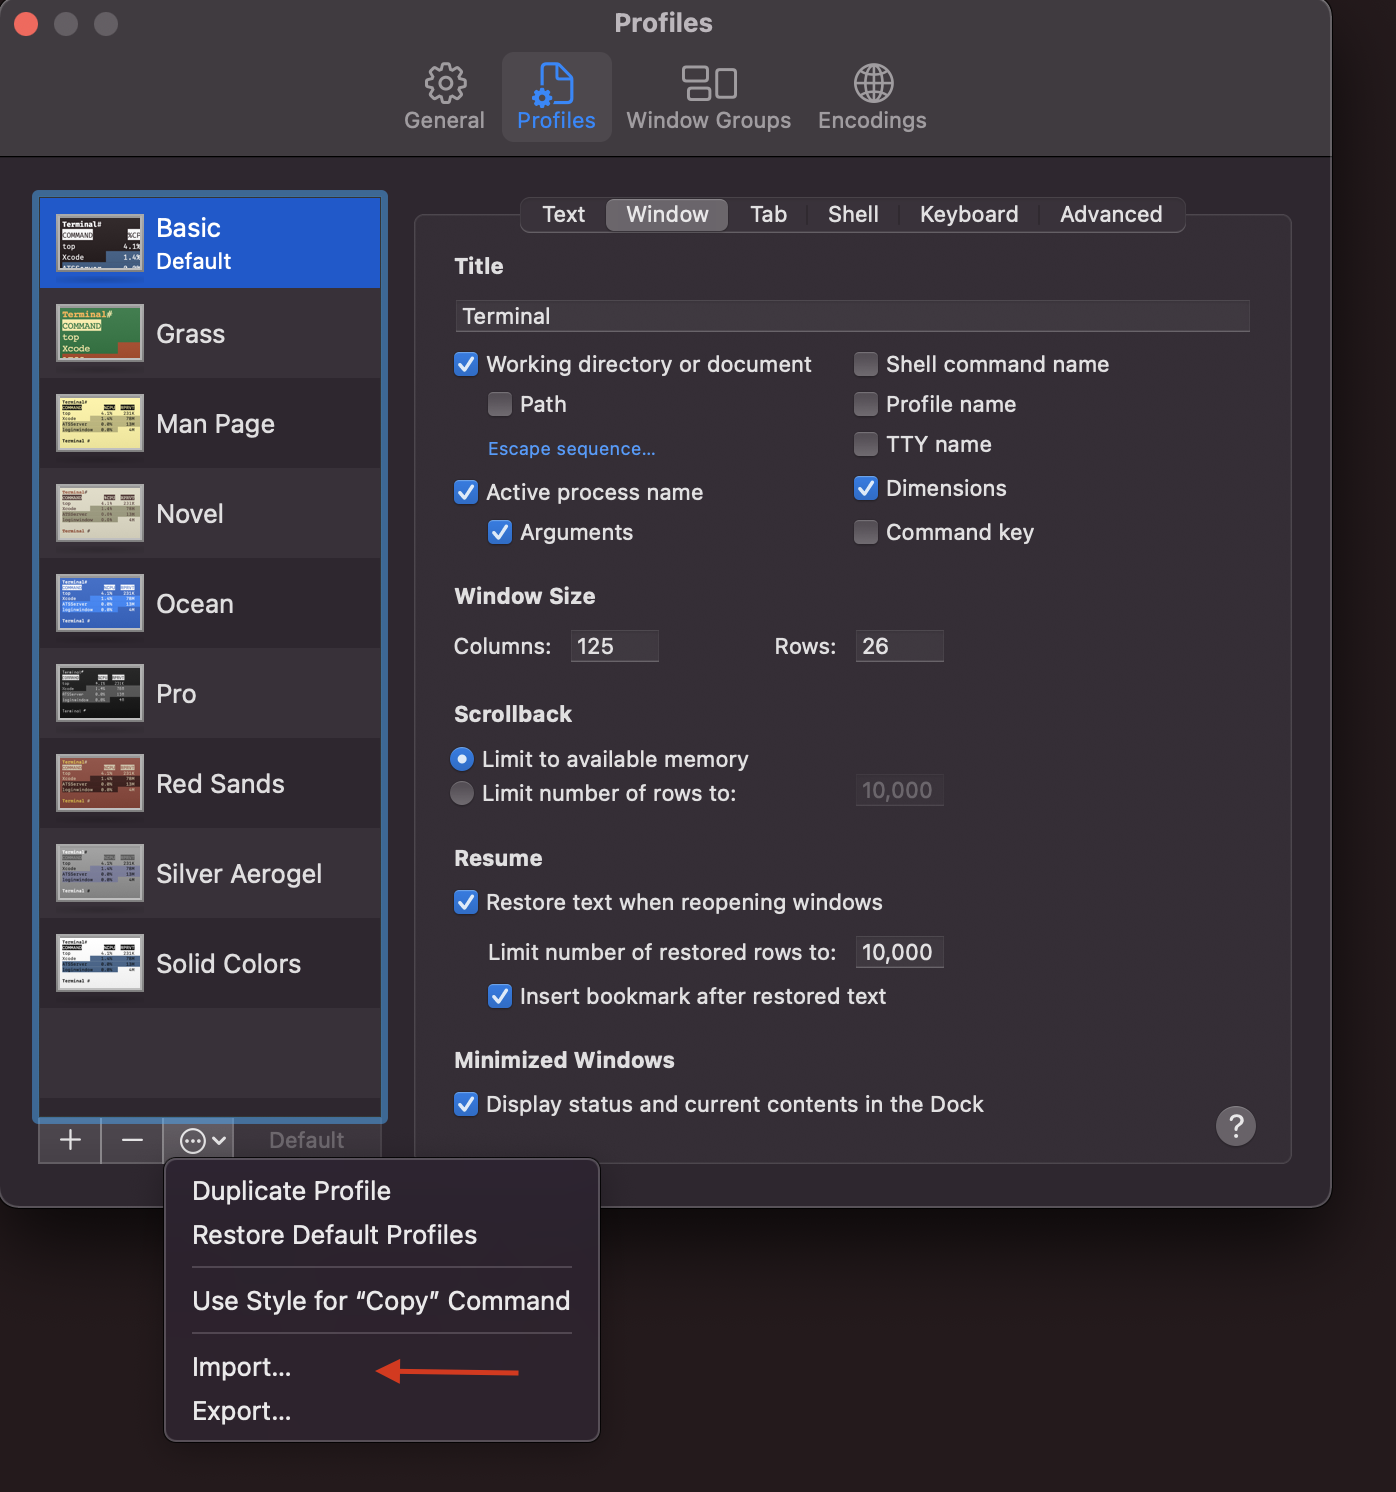 Profiles
General
Profiles
Window Groups
Encodings
Basic
Default
Grass
Man Page
Novel
Ocean
Pro
Red Sands
Silver Aerogel
Solid Colors
Default
Text
Window
Tab
Shell
Keyboard
Advanced
Title
Terminal
Working directory or document
Shell command name
Path
Profile name
Escape sequence...
TTY name
Active process name
Dimensions
Arguments
Command key
Window Size
Columns: 125
Rows: 26
Scrollback
Limit to available memory
Limit number of rows to: 10,000
Resume
Restore text when reopening windows
Limit number of restored rows to: 10,000
Insert bookmark after restored text
Minimized Windows
Display status and current contents in the Dock
?
Duplicate Profile
Restore Default Profiles
Use Style for “Copy” Command
Import...
Export...